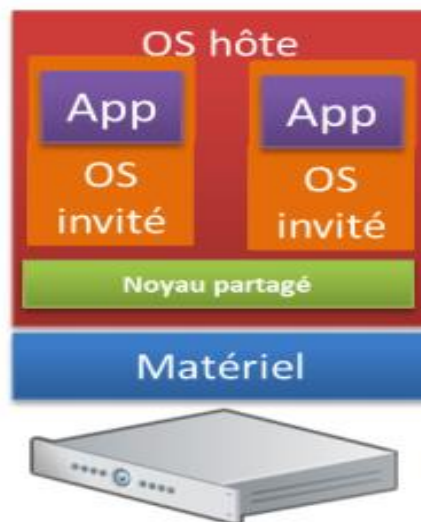 OS hôte
App
OS
invité
App
OS
invité
Noyau partagé
Matériel